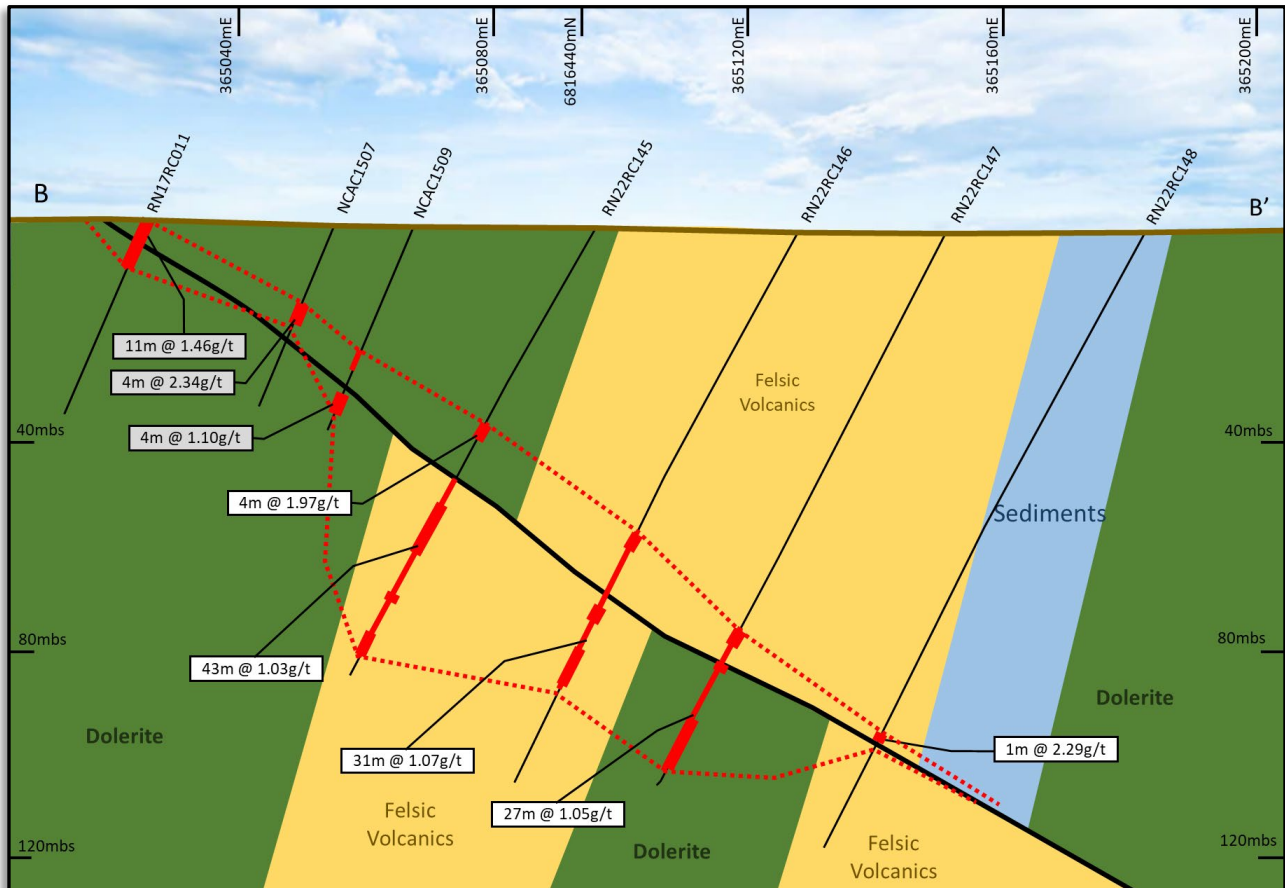 365040mE
365080mE
6816440mN
365120mE
365160mE
365200mE
B
RN17RC011
NCAC1507
NCAC1509
RN22RC145
RN22RC146
RN22RC147
RN22RC148
B’
11m @ 1.46g/t
4m @ 2.34g/t
4m @ 1.10g/t
Felsic
Volcanics
40mbs
40mbs
4m @ 1.97g/t
Sediments
80mbs
80mbs
43m @ 1.03g/t
Dolerite
Dolerite
31m @ 1.07g/t
1m @ 2.29g/t
27m @ 1.05g/t
Felsic
Volcanics
Dolerite
Felsic
Volcanics
120mbs
120mbs